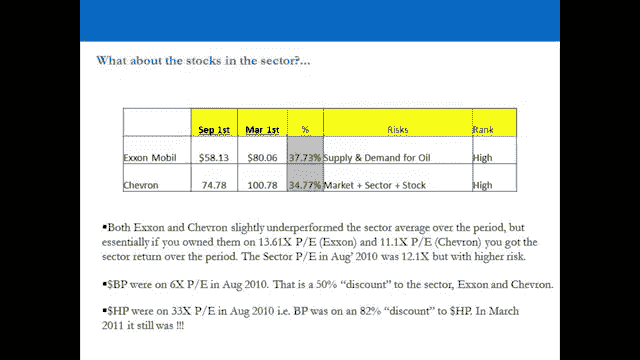 What about the stocks in the sector?...
Sep 1st Mar 1st % Risks Rank
Exxon Mobil $58.13 $80.06 37.73% Supply & Demand for Oil High
Chevron 74.78 100.78 34.77% Market + Sector + Stock High
▪Both Exxon and Chevron slightly underperformed the sector average over the period, but
essentially if you owned them on 13.61X P/E (Exxon) and 11.1X P/E (Chevron) you got the
sector return over the period. The Sector P/E in Aug' 2010 was 12.1X but with higher risk.
▪$BP were on 6X P/E in Aug 2010. That is a 50% “discount” to the sector, Exxon and Chevron.
▪$HP were on 33X P/E in Aug 2010 i.e. BP was on an 82% “discount” to $HP. In March
2011 it still was !!!